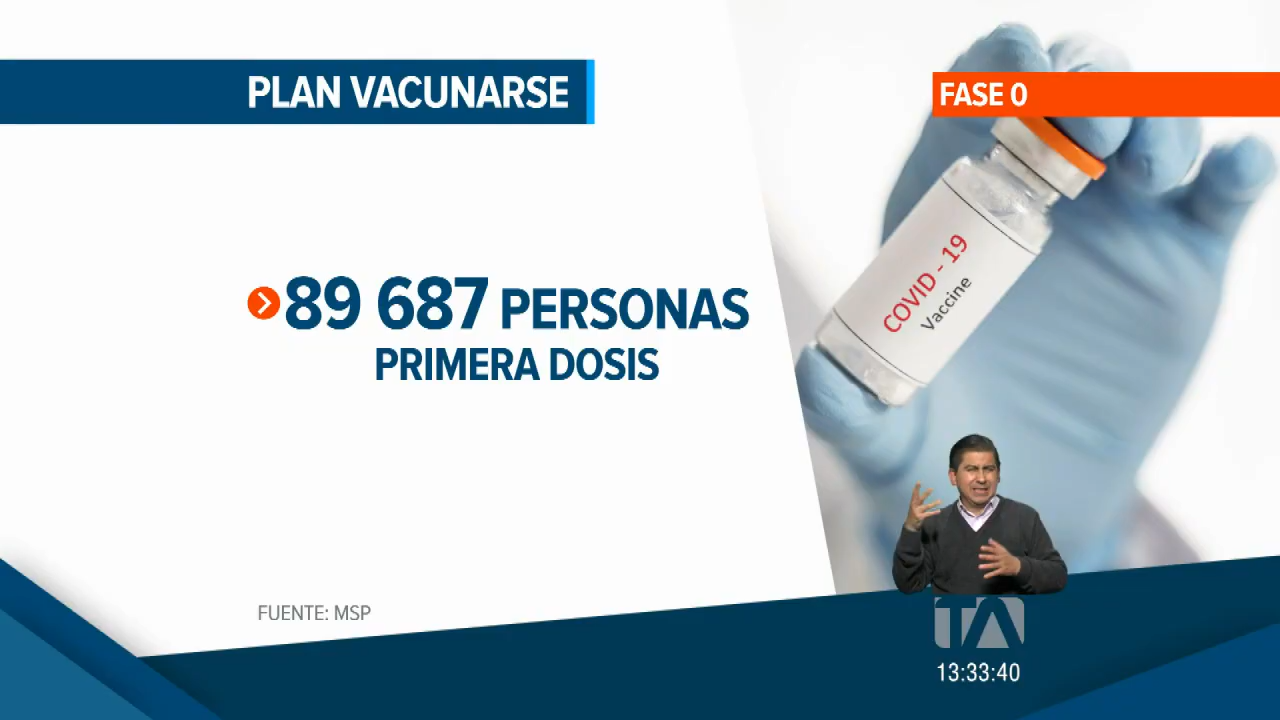 PLAN VACUNARSE
FASE 0
COVID - 19
Vaccine
89 687 PERSONAS
PRIMERA DOSIS
FUENTE: MSP
TA
13:33:40